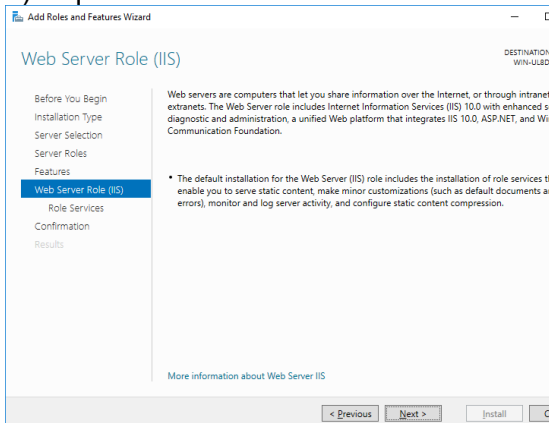 Add Roles and Features Wizard
Web Server Role (IIS)
DESTINATION
WIN-UL8D
Before You Begin
Installation Type
Server Selection
Server Roles
Features
Web Server Role (IIS)
Role Services
Confirmation
Results
Web servers are computers that let you share information over the Internet, or through intranet
extranets. The Web Server role includes Internet Information Services (IIS) 10.0 with enhanced s
diagnostic and administration, a unified Web platform that integrates IIS 10.0, ASP.NET, and Wi
Communication Foundation.
• The default installation for the Web Server (IIS) role includes the installation of role services t
enable you to serve static content, make minor customizations (such as default documents a
errors), monitor and log server activity, and configure static content compression.
More information about Web Server IIS
< Previous Next > Install C